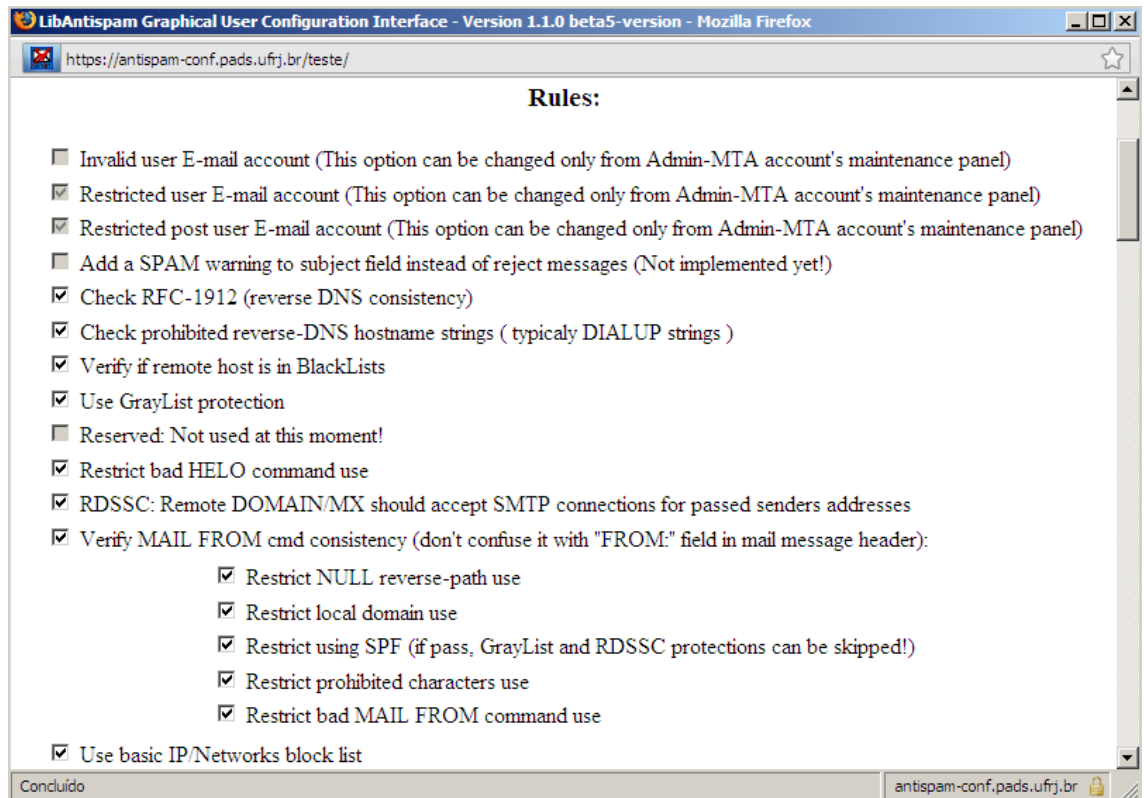 LibAntispam Graphical User Configuration Interface - Version 1.1.0 beta5-version - Mozilla Firefox
https://antispam-conf.pads.ufrj.br/teste/
Rules:
Invalid user E-mail account (This option can be changed only from Admin-MTA account's maintenance panel)
Restricted user E-mail account (This option can be changed only from Admin-MTA account's maintenance panel)
Restricted post user E-mail account (This option can be changed only from Admin-MTA account's maintenance panel)
Add a SPAM warning to subject field instead of reject messages (Not implemented yet!)
Check RFC-1912 (reverse DNS consistency)
Check prohibited reverse-DNS hostname strings ( typicaly DIALUP strings )
Verify if remote host is in BlackLists
Use GrayList protection
Reserved: Not used at this moment!
Restrict bad HELO command use
RDSSC: Remote DOMAIN/MX should accept SMTP connections for passed senders addresses
Verify MAIL FROM cmd consistency (don't confuse it with "FROM:" field in mail message header):
Restrict NULL reverse-path use
Restrict local domain use
Restrict using SPF (if pass, GrayList and RDSSC protections can be skipped!)
Restrict prohibited characters use
Restrict bad MAIL FROM command use
Use basic IP/Networks block list
Concluído
antispam-conf.pads.ufrj.br